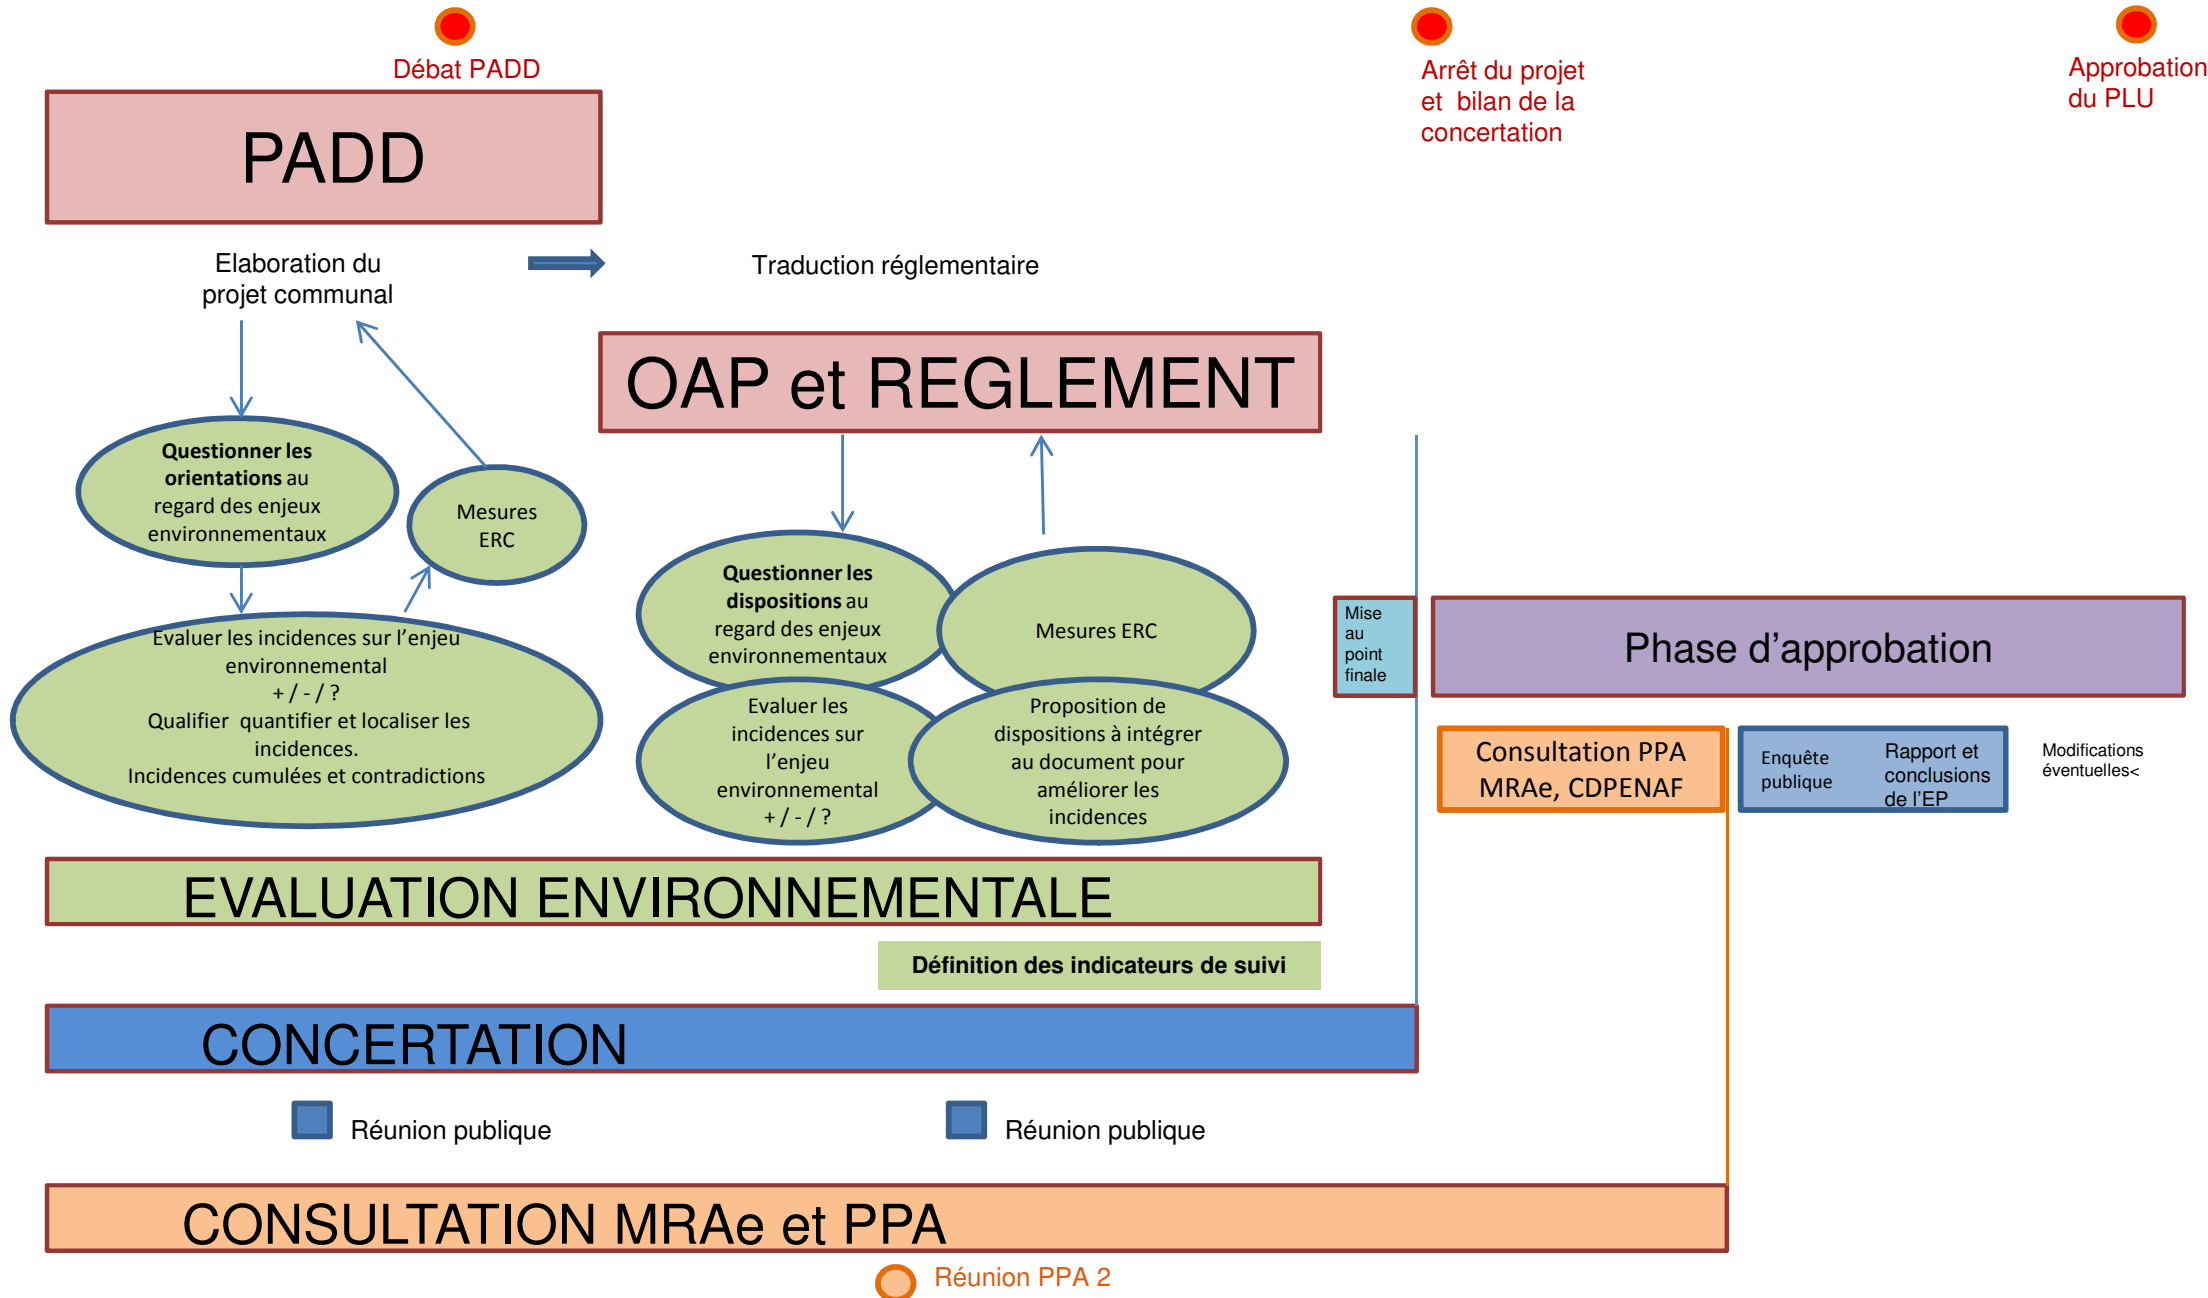 Débat PADD
Arrêt du projet
et bilan de la
concertation
Approbation
du PLU
PADD
Elaboration du
projet communal
Traduction réglementaire
OAP et REGLEMENT
Questionner les
orientations au
regard des enjeux
environnementaux
Mesures
ERC
Evaluer les incidences sur l'enjeu
environnemental
+ / - / ?
Qualifier quantifier et localiser les
incidences.
Incidences cumulées et contradictions
Questionner les
dispositions au
regard des enjeux
environnementaux
Mesures ERC
Evaluer les
incidences sur
l'enjeu
environnemental
+ / - / ?
Proposition de
dispositions à intégrer
au document pour
améliorer les
incidences
Mise
au
point
finale
Phase d'approbation
Consultation PPA
MRAe, CDPENAF
Enquête
publique
Rapport et
conclusions
de l'EP
Modifications
éventuelles<
EVALUATION ENVIRONNEMENTALE
Définition des indicateurs de suivi
CONCERTATION
Réunion publique
Réunion publique
CONSULTATION MRAe et PPA
Réunion PPA 2